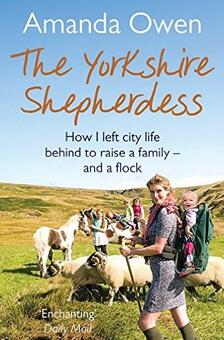 Amanda Owen
The Yorkshire
Shepherdess
How I left city life
behind to raise a family –
and a flock
'Enchanting'
Daily Mail